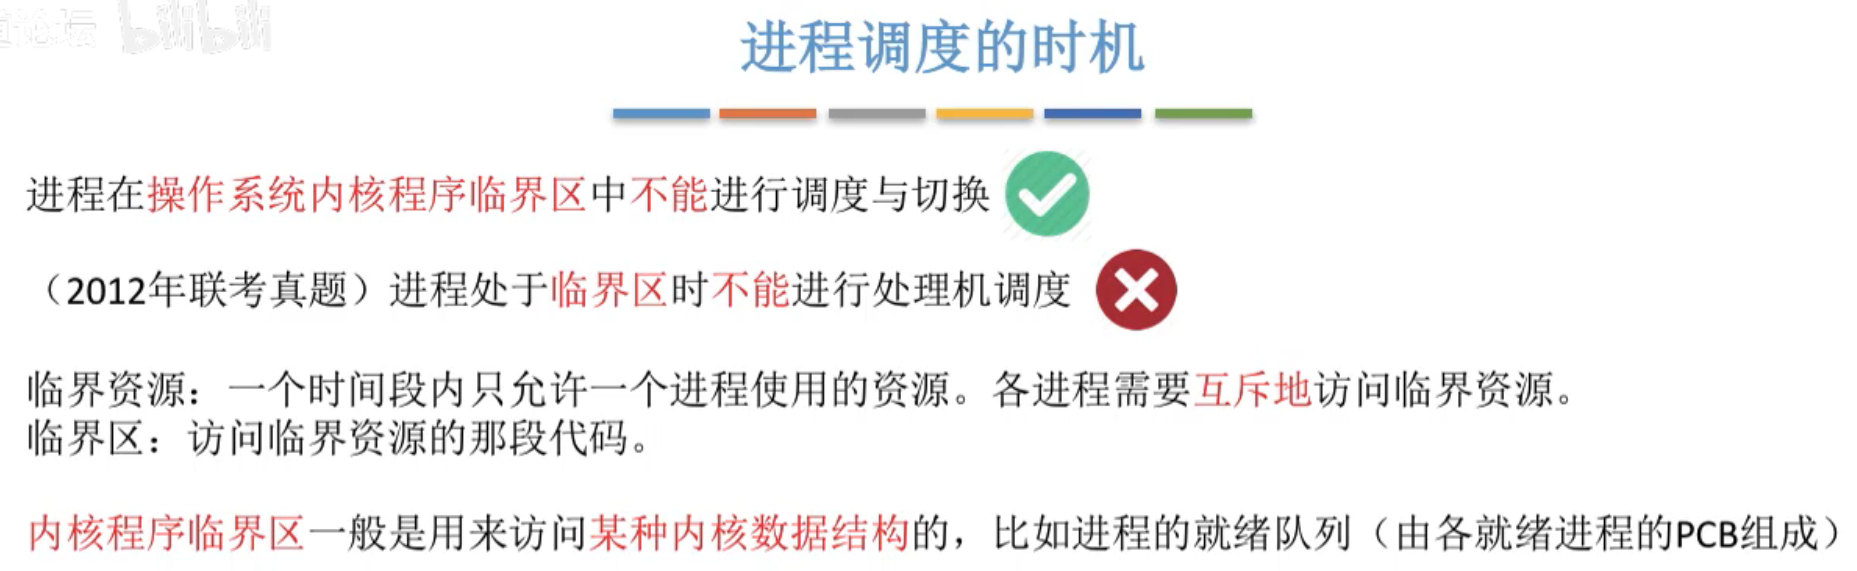 论坛 bilibili
进程调度的时机
进程在操作系统内核程序临界区中不能进行调度与切换
（2012年联考真题）进程处于临界区时不能进行处理机调度
临界资源：一个时间段内只允许一个进程使用的资源。各进程需要互斥地访问临界资源。
临界区：访问临界资源的那段代码。
内核程序临界区一般是用来访问某种内核数据结构的，比如进程的就绪队列（由各就绪进程的PCB组成）